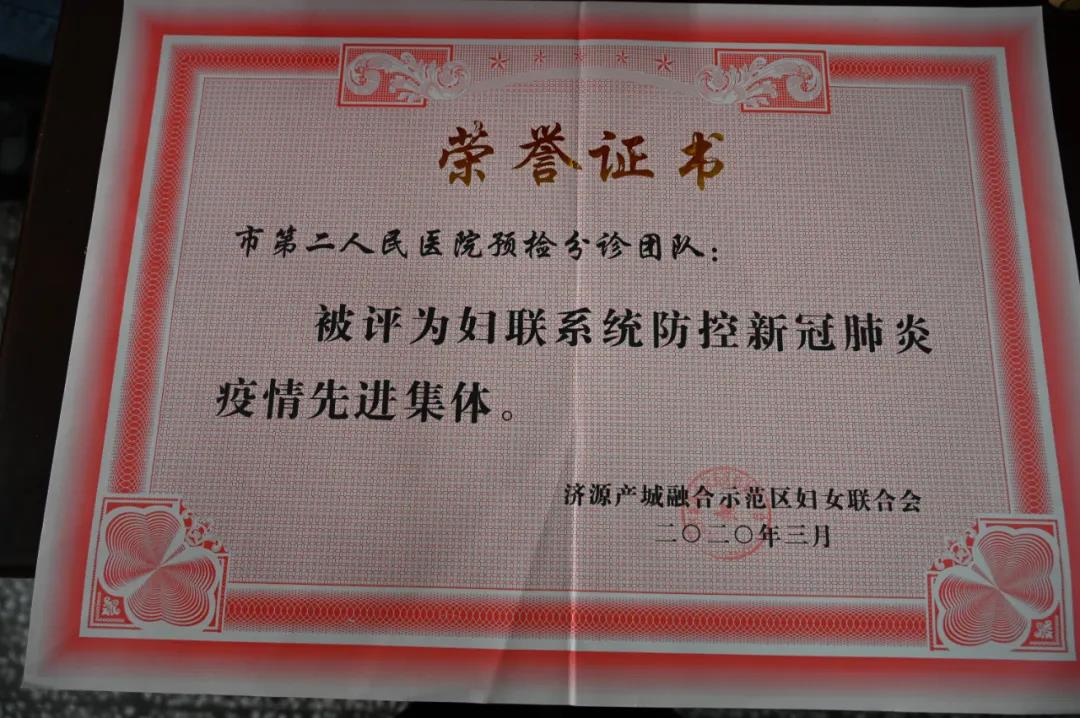 荣誉证书
市第二人民医院预检分诊团队：
被评为妇联系统防控新冠肺炎
疫情先进集体。
济源产城融合示范区妇女联合会
二〇二〇年三月